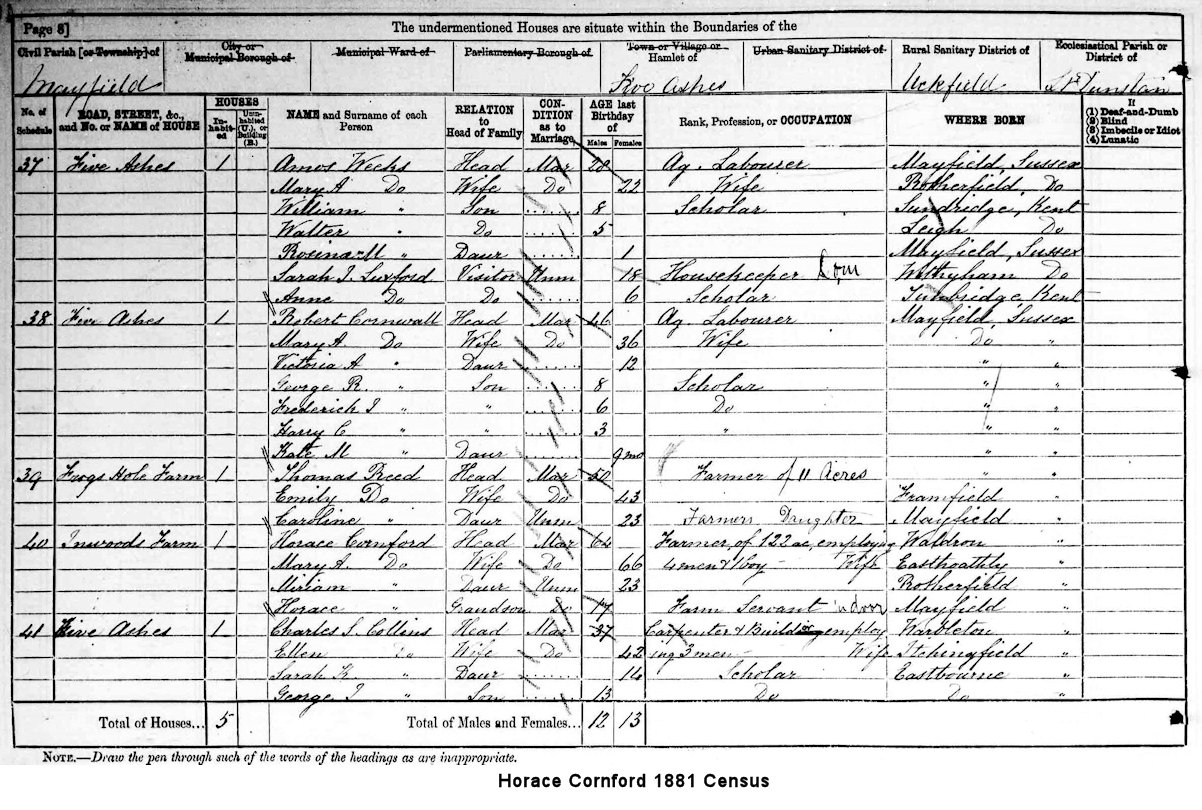 Page 8] The undermentioned Houses are situate within the Boundaries of the
Civil Parish [or Township] of City or Municipal Borough of Municipal Ward of Parliamentary Borough of Town or Village or Hamlet of Urban Sanitary District of Rural Sanitary District of Ecclesiastical Parish or District of
Mayfield Five Ashes Uckfield St Dunstan
No. of Schedule ROAD, STREET, &c., and No. or NAME of HOUSE HOUSES Inhabited Uninhabited (U.), or Building (B.) NAME and Surname of each Person RELATION to Head of Family CONDITION as to Marriage AGE last Birthday of Males Females Rank, Profession, or OCCUPATION WHERE BORN If (1) Deaf-and-Dumb (2) Blind (3) Imbecile or Idiot (4) Lunatic
37 Five Ashes 1 Amos Weeks Head Mar Ag. Labourer Mayfield, Sussex
Mary A Do Wife Do 22 Wife Rotherfield, Do
William " Son 8 Scholar Sundridge, Kent
Walter " Do 5 Leigh Do
Rosina M " Daur 1 Mayfield, Sussex
Sarah J. Luxford Visitor Unm 18 Housekeeper Dom Withyham Do
Anne Do Do 6 Scholar Tunbridge, Kent
38 Five Ashes 1 Robert Cornwall Head Mar 46 Ag. Labourer Mayfield, Sussex
Mary A. Do Wife Do 36 Wife Do "
Victoria A " Daur 12 " "
George R. " Son 8 Scholar " "
Frederick J " " 6 Do " "
Harry C " " 3 " " "
Kate M " Daur 9mo " "
39 Frogs Hole Farm 1 Thomas Reed Head Mar 50 Farmer of 11 Acres " "
Emily Do Wife Do 43 Framfield "
Caroline " Daur Unm 23 Farmers Daughter Mayfield "
40 Inwoods Farm 1 Horace Cornford Head Mar 64 Farmer of 122 ac, employing Waldron "
Mary A. Do Wife Do 66 4 men & 1 boy - Wife Easthoathly "
Miriam " Daur Unm 23 Rotherfield "
Horace " Grandson Do 17 Farm Servant indoor Mayfield "
41 Five Ashes 1 Charles S. Collins Head Mar 37 Carpenter & Builder employ Warbleton "
Ellen Do Wife Do 42 ing 3 men - Wife Itchingfield "
Sarah K " Daur 14 Scholar Eastbourne "
George J " Son 13 Do Do "
Total of Houses... 5 Total of Males and Females... 12 13
NOTE.—Draw the pen through such of the words of the headings as are inappropriate.
Horace Cornford 1881 Census